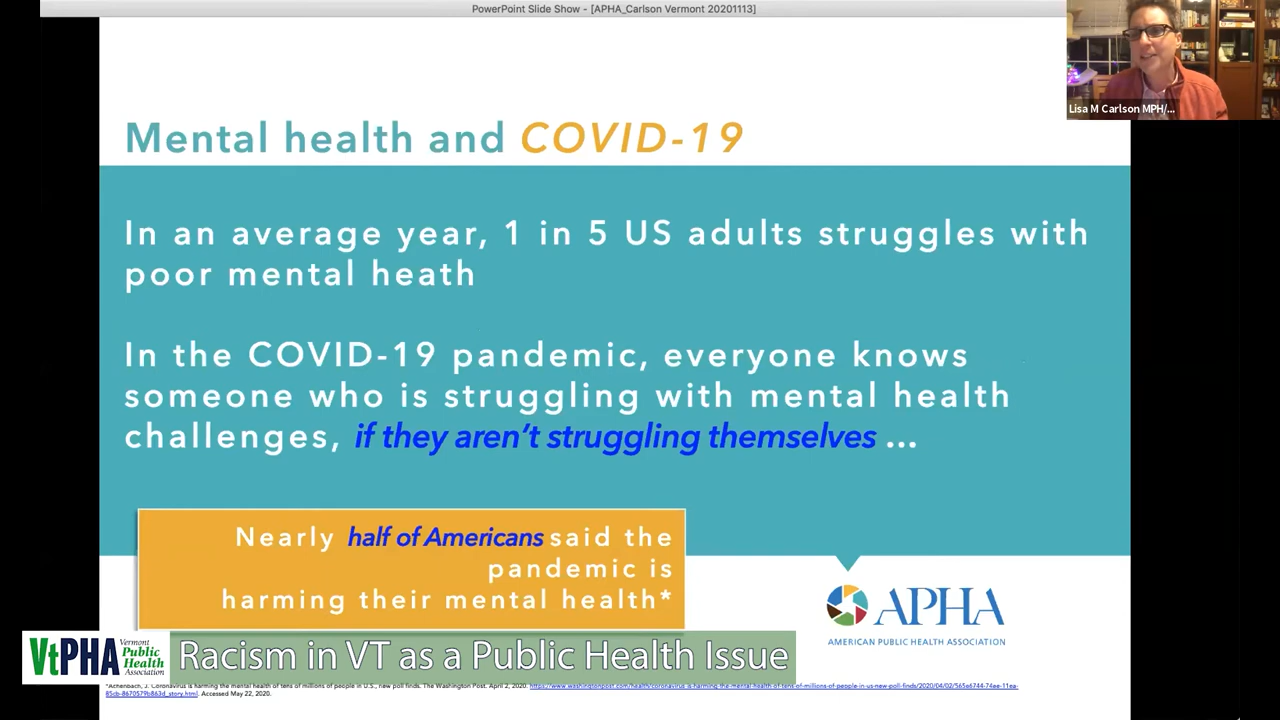 PowerPoint Slide Show - [APHA_Carlson Vermont 20201113]
Lisa M Carlson MPH/...
Mental health and COVID-19
In an average year, 1 in 5 US adults struggles with
poor mental heath
In the COVID-19 pandemic, everyone knows
someone who is struggling with mental health
challenges, if they aren't struggling themselves ...
Nearly half of Americans said the
pandemic is
harming their mental health*
APHA
AMERICAN PUBLIC HEALTH ASSOCIATION
VtPHA
Vermont
Public
Health
Association
Racism in VT as a Public Health Issue
*Achenbach, J. Coronavirus is harming the mental health of tens of millions of people in U.S., new poll finds. The Washington Post. April 2, 2020. https://www.washingtonpost.com/health/coronavirus-is-harming-the-mental-health-of-tens-of-millions-of-people-in-us-new-poll-finds/2020/04/02/
Accessed May 22, 2020.